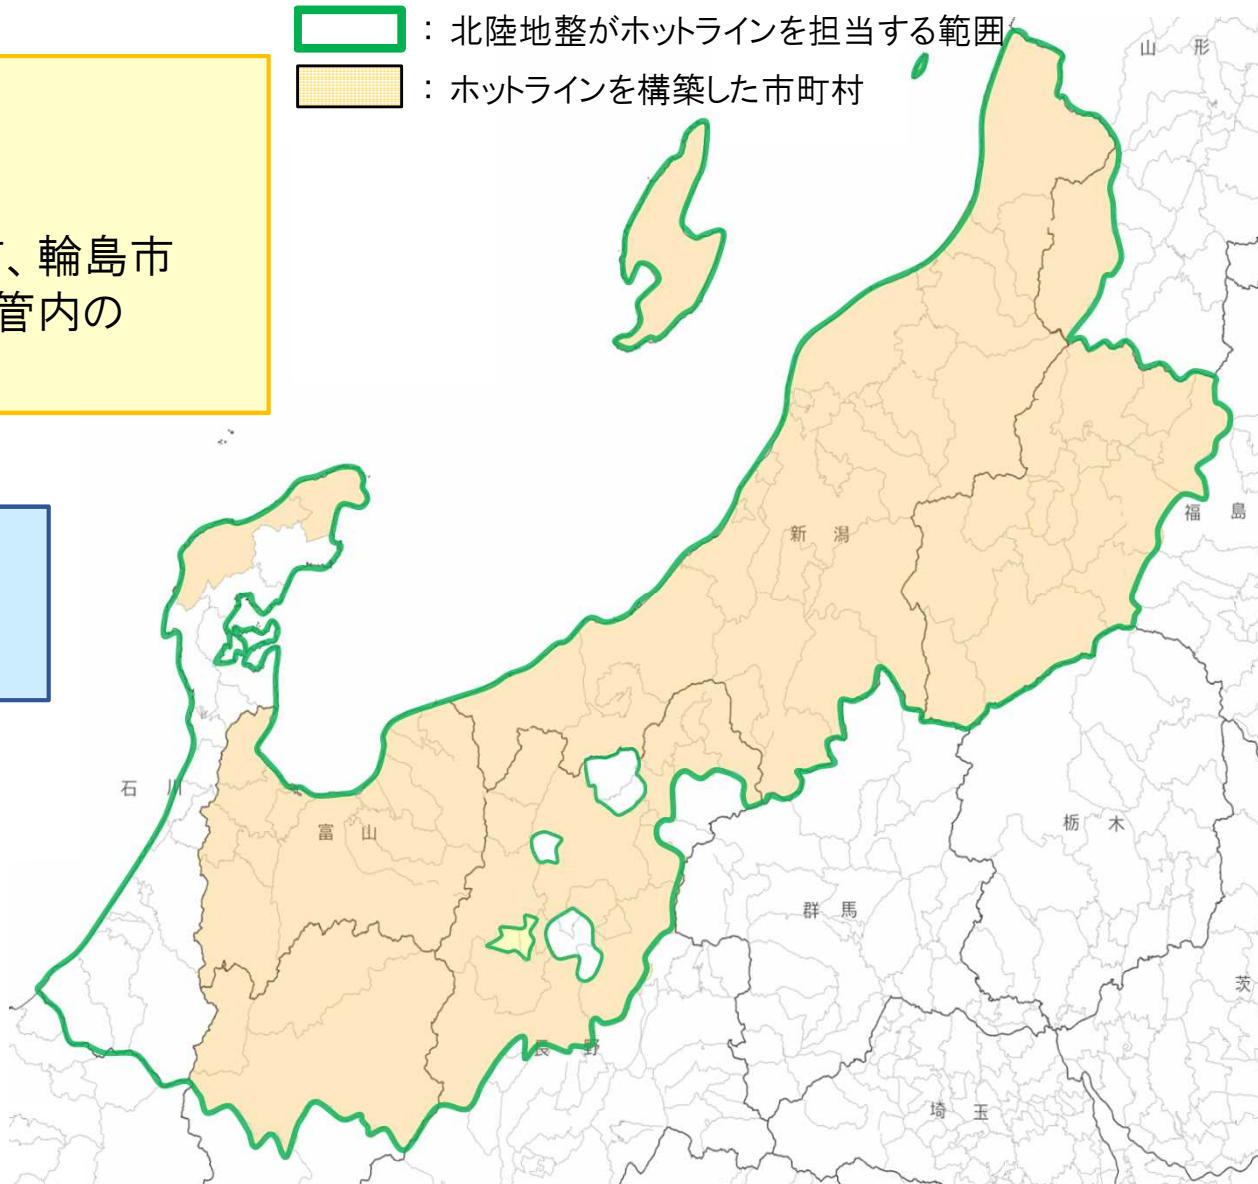 ：北陸地整がホットラインを担当する範囲
：ホットラインを構築した市町村
、輪島市
管内の
山形
福島
新潟
石川
富山
栃木
群馬
茨
長野
埼玉